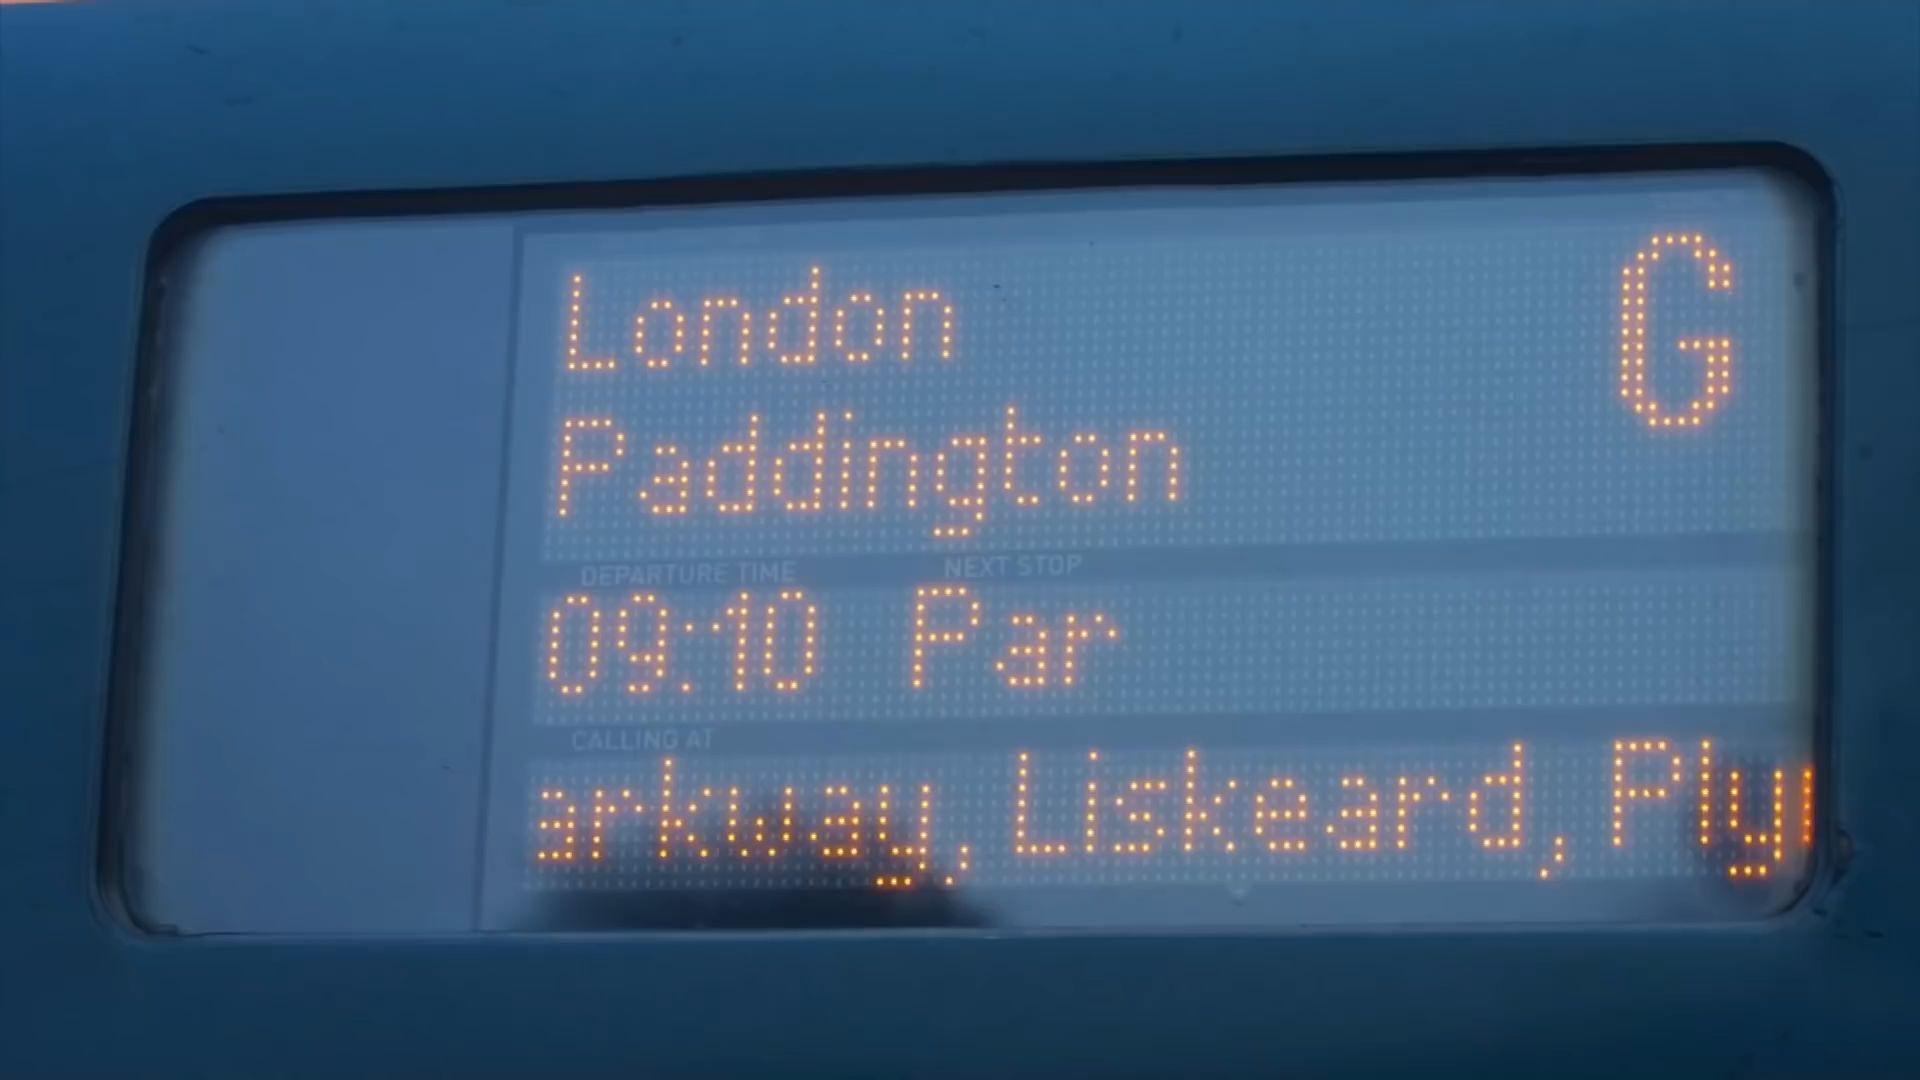 London
G
Paddington
DEPARTURE TIME NEXT STOP
09:10 Par
CALLING AT
arkway, Liskeard, Ply